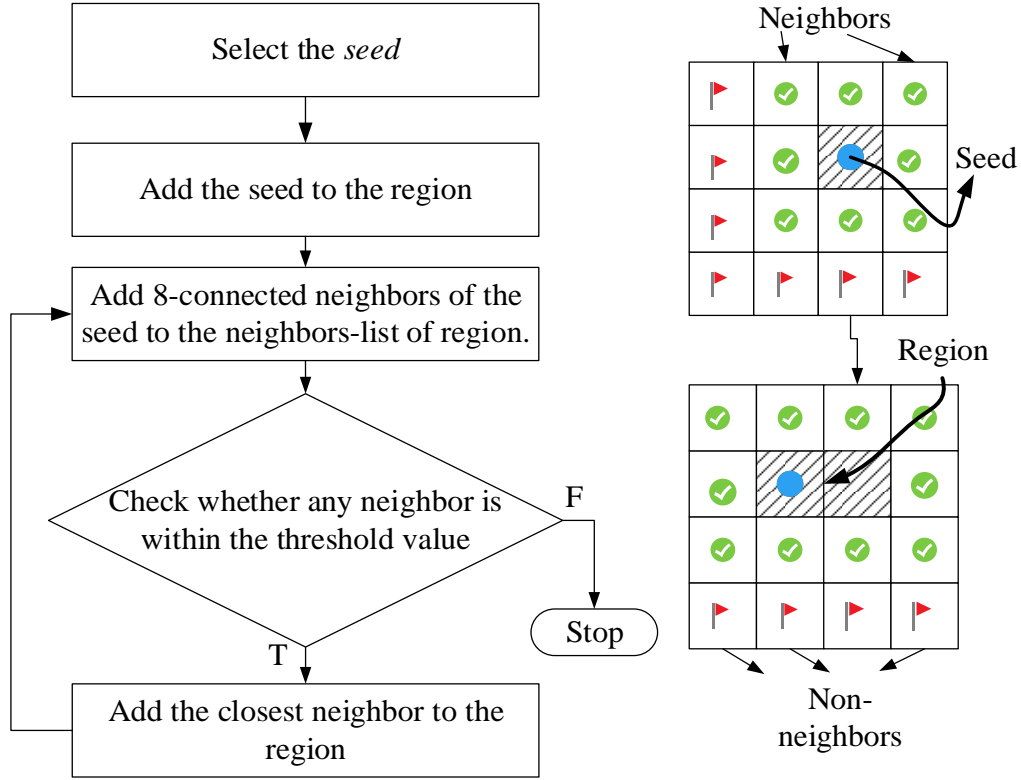 Select the seed
Add the seed to the region
Add 8-connected neighbors of the
seed to the neighbors-list of region.
Check whether any neighbor is
within the threshold value
F
Stop
T
Add the closest neighbor to the
region
Neighbors
Seed
Region
Non-
neighbors